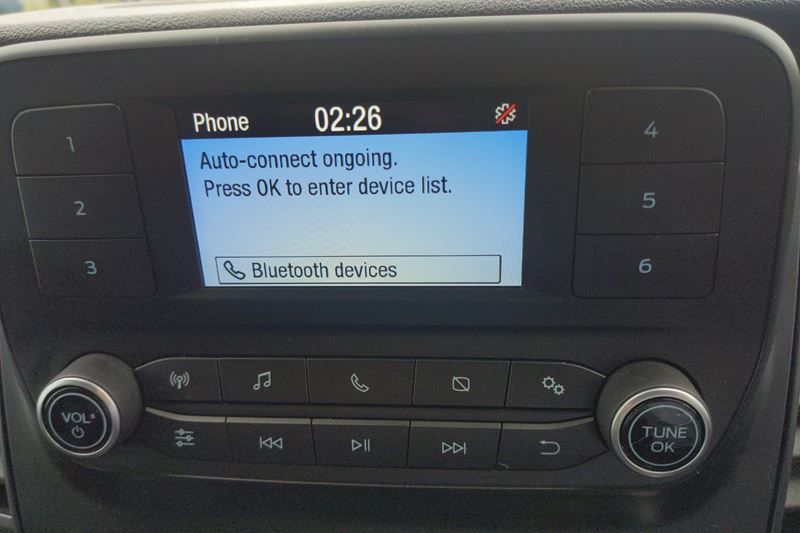 Phone 02:26
Auto-connect ongoing.
Press OK to enter device list.
Bluetooth devices
1
2
3
4
5
6
VOL
TUNE
OK